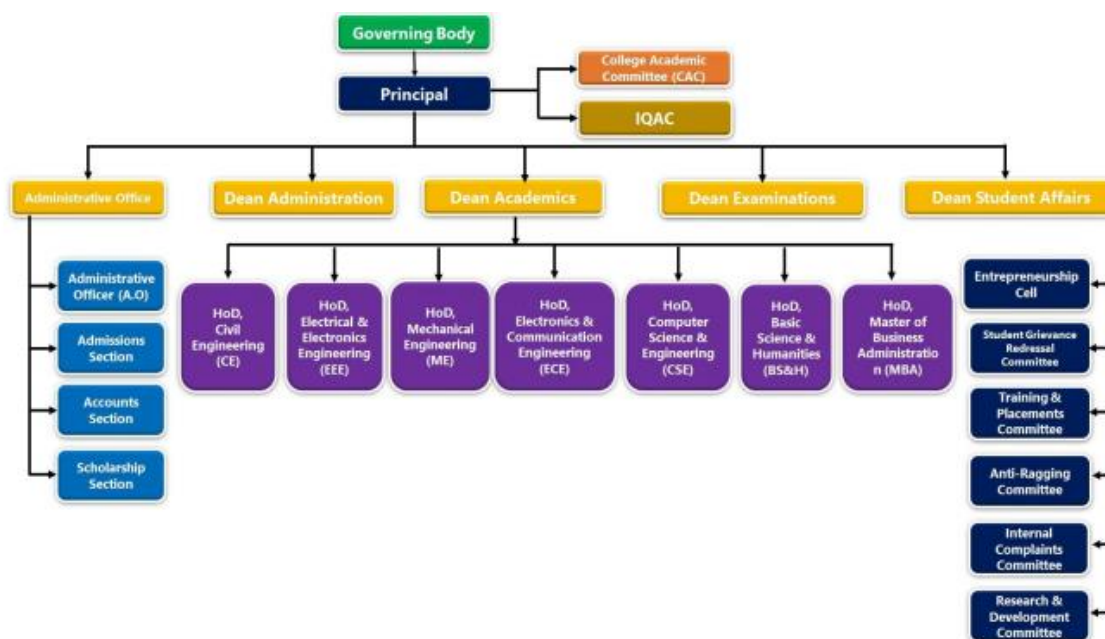 Governing Body
Principal
College Academic
Committee (CAC)
IQAC
Administrative Office
Dean Administration
Dean Academics
Dean Examinations
Dean Student Affairs
Administrative
Officer (A.O)
Admissions
Section
Accounts
Section
Scholarship
Section
HoD,
Civil
Engineering
(CE)
HoD,
Electrical &
Electronics
Engineering
(EEE)
HoD,
Mechanical
Engineering
(ME)
HoD,
Electronics &
Communication
Engineering
(ECE)
HoD,
Computer
Science &
Engineering
(CSE)
HoD,
Basic
Science &
Humanities
(BS&H)
HoD,
Master of
Business
Administratio
n (MBA)
Entrepreneurship
Cell
Student Grievance
Redressal
Committee
Training &
Placements
Committee
Anti-Ragging
Committee
Internal
Complaints
Committee
Research &
Development
Committee